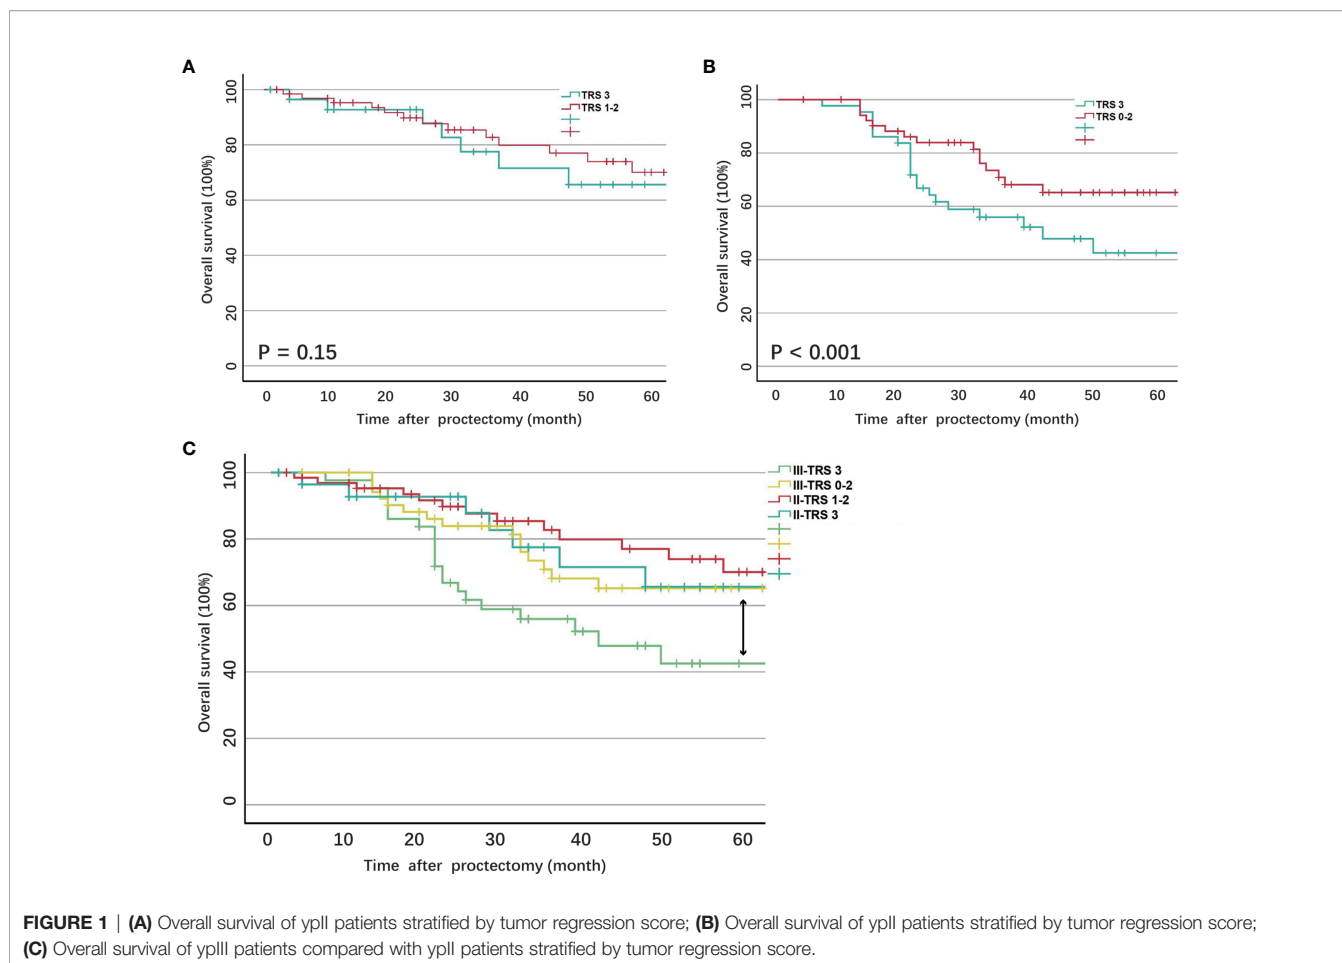 A
100
80
60
40
20
0
Overall survival (100%)
TRS 3
TRS 1-2
P = 0.15
0 10 20 30 40 50 60
Time after proctectomy (month)
B
100
80
60
40
20
0
Overall survival (100%)
TRS 3
TRS 0-2
P < 0.001
0 10 20 30 40 50 60
Time after proctectomy (month)
C
100
80
60
40
20
0
Overall survival (100%)
III-TRS 3
III-TRS 0-2
II-TRS 1-2
II-TRS 3
0 10 20 30 40 50 60
Time after proctectomy (month)
FIGURE 1 | (A) Overall survival of ypII patients stratified by tumor regression score; (B) Overall survival of ypII patients stratified by tumor regression score;
(C) Overall survival of ypIII patients compared with ypII patients stratified by tumor regression score.